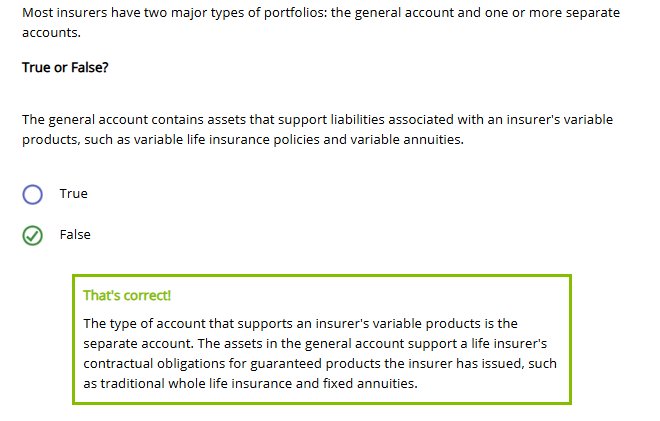 Most insurers have two major types of portfolios: the general account and one or more separate
accounts.
True or False?
The general account contains assets that support liabilities associated with an insurer's variable
products, such as variable life insurance policies and variable annuities.
True
False
That's correct!
The type of account that supports an insurer's variable products is the
separate account. The assets in the general account support a life insurer's
contractual obligations for guaranteed products the insurer has issued, such
as traditional whole life insurance and fixed annuities.